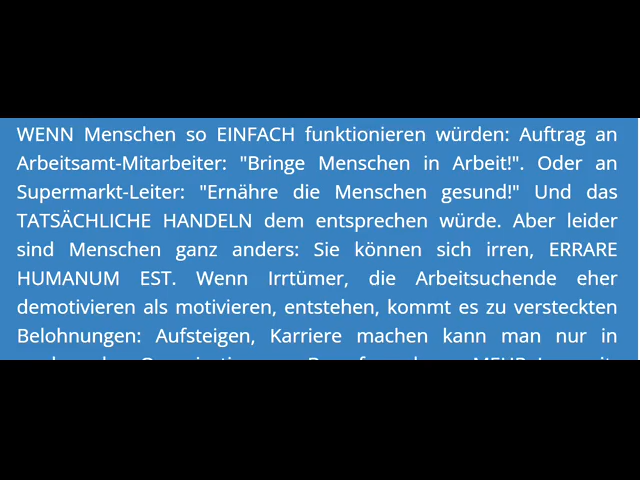 WENN Menschen so EINFACH funktionieren würden: Auftrag an
Arbeitsamt-Mitarbeiter: "Bringe Menschen in Arbeit!". Oder an
Supermarkt-Leiter: "Ernähre die Menschen gesund!" Und das
TATSÄCHLICHE HANDELN dem entsprechen würde. Aber leider
sind Menschen ganz anders: Sie können sich irren, ERRARE
HUMANUM EST. Wenn Irrtümer, die Arbeitsuchende eher
demotivieren als motivieren, entstehen, kommt es zu versteckten
Belohnungen: Aufsteigen, Karriere machen kann man nur in